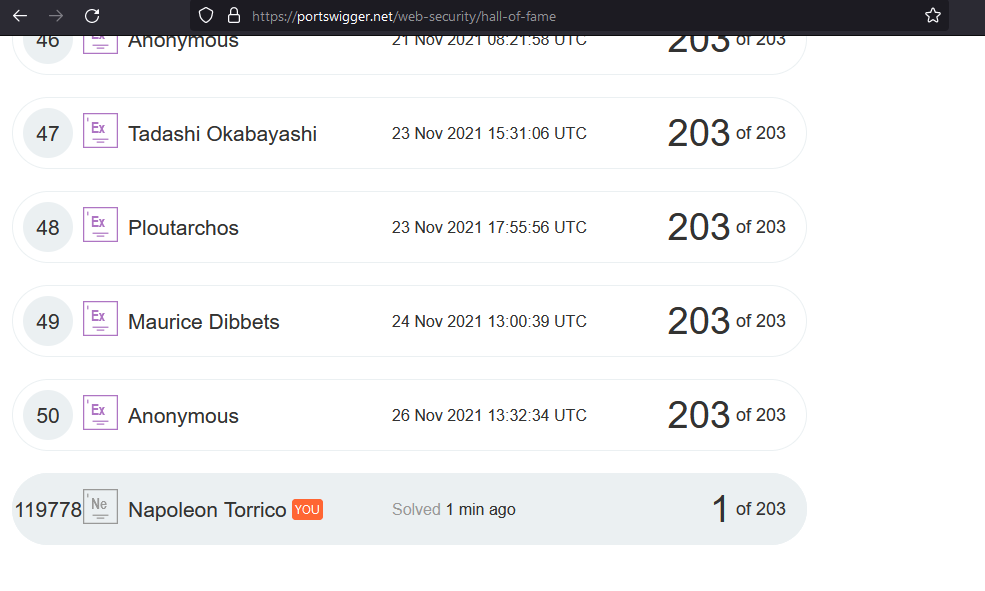 https://portswigger.net/web-security/hall-of-fame
46 Ex Anonymous 21 Nov 2021 08:21:58 UTC 203 of 203
47 Ex Tadashi Okabayashi 23 Nov 2021 15:31:06 UTC 203 of 203
48 Ex Ploutarchos 23 Nov 2021 17:55:56 UTC 203 of 203
49 Ex Maurice Dibbets 24 Nov 2021 13:00:39 UTC 203 of 203
50 Ex Anonymous 26 Nov 2021 13:32:34 UTC 203 of 203
119778 Ne Napoleon Torrico YOU Solved 1 min ago 1 of 203